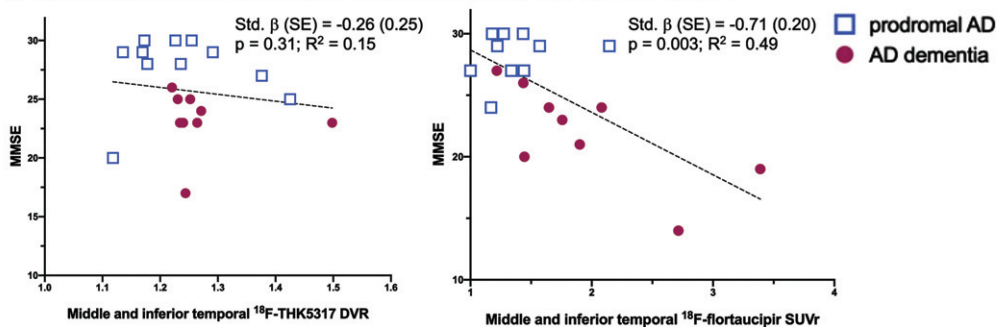 Std. β (SE) = -0.26 (0.25)
p = 0.31; R² = 0.15
MMSE
30
25
20
15
10
1.0
1.1
1.2
1.3
1.4
1.5
1.6
Middle and inferior temporal ¹⁸F-THK5317 DVR
Std. β (SE) = -0.71 (0.20)
p = 0.003; R² = 0.49
MMSE
30
20
10
1
2
3
4
Middle and inferior temporal ¹⁸F-flortaucipir SUVr
prodromal AD
AD dementia